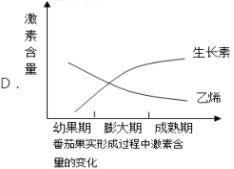 激
素
含
量
D．
生长素
乙烯
幼果期 膨大期 成熟期
番茄果实形成过程中激素含
量的变化